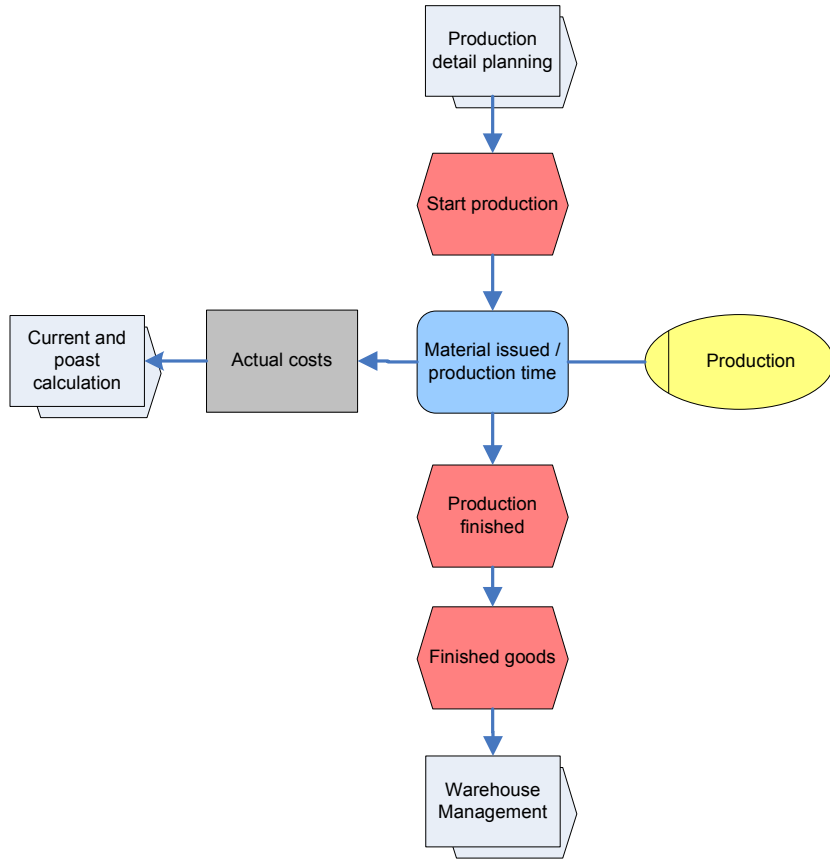 Production
detail planning
Start production
Current and
poast
calculation
Actual costs
Material issued /
production time
Production
Production
finished
Finished goods
Warehouse
Management